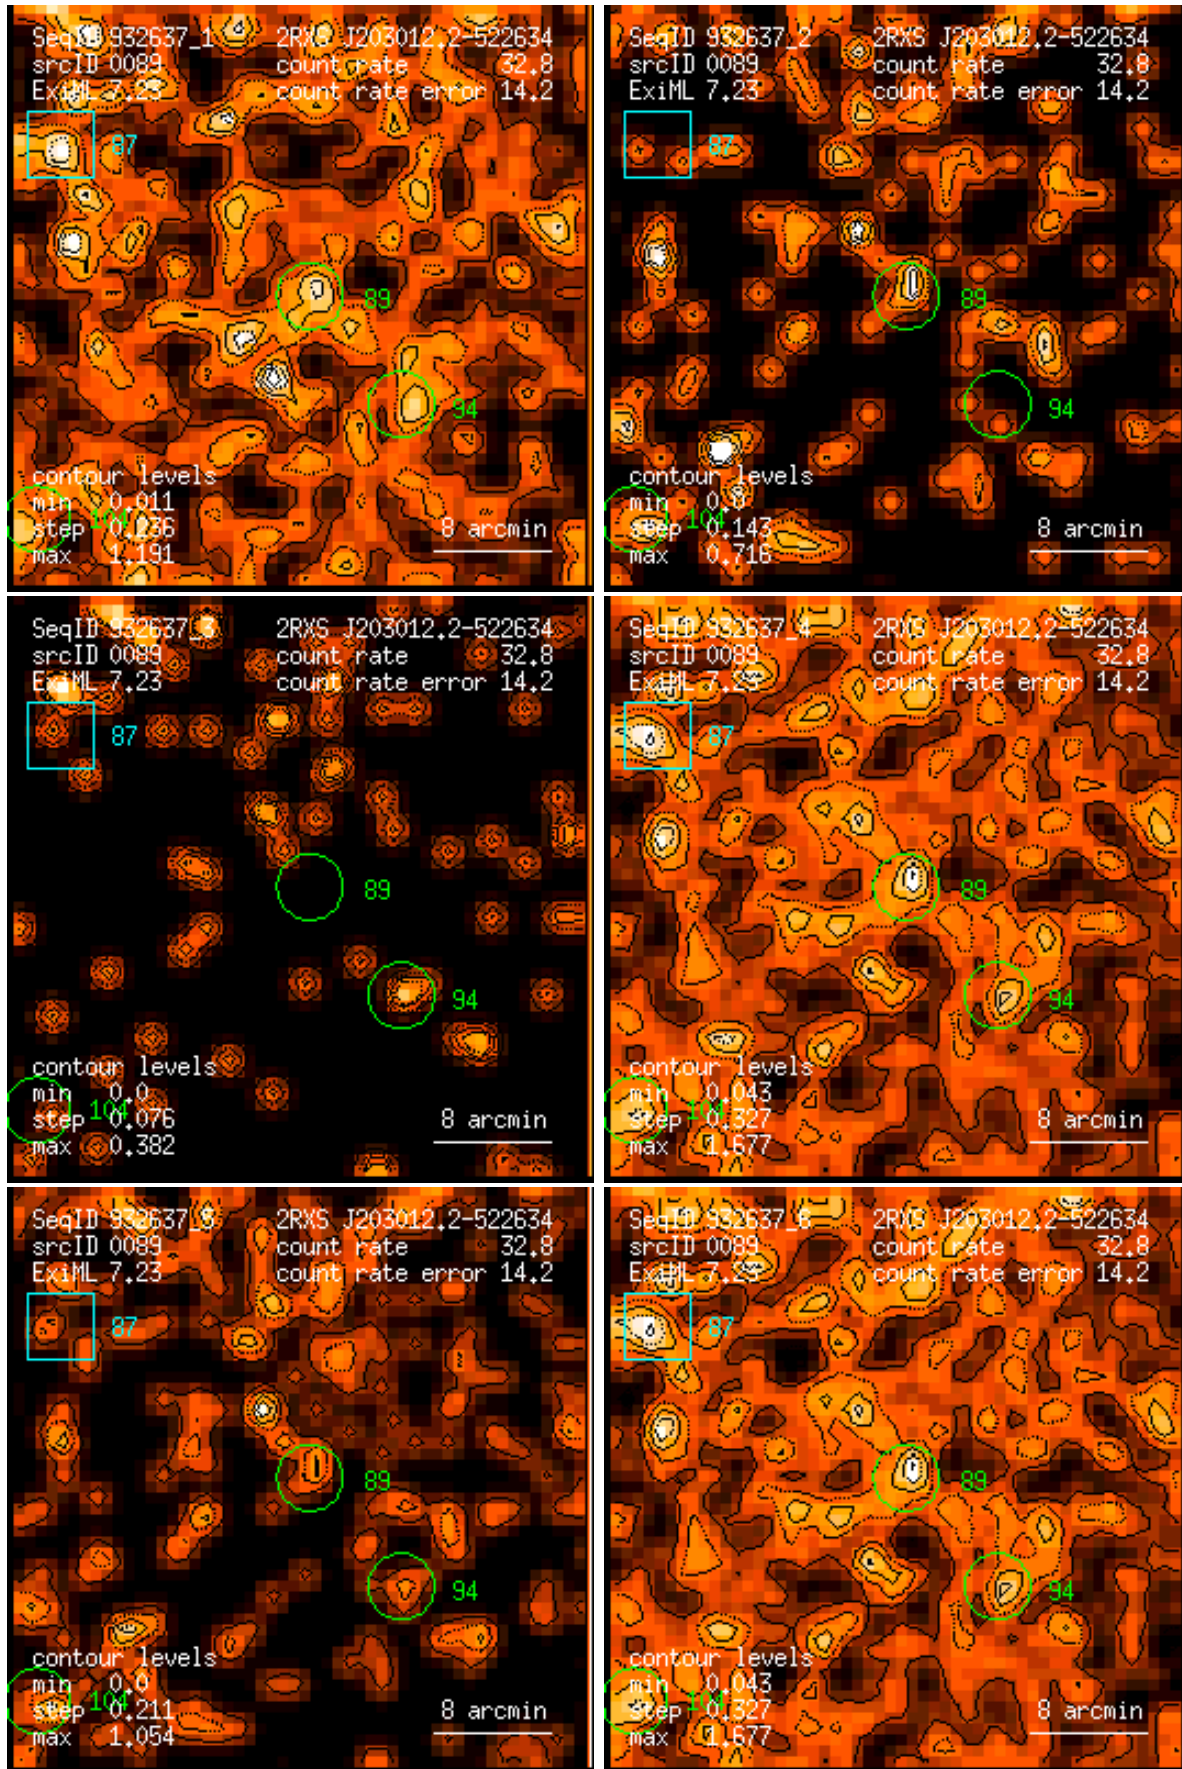 SeqID 932637_1 2RXS J203012.2-522634
srcID 0089 count rate 32.8
ExiML 7.23 count rate error 14.2
87
89
94
contour levels
min 0.011
104
step 0.236 8 arcmin
max 1.191
SeqID 932637_2 2RXS J203012.2-522634
srcID 0089 count rate 32.8
ExiML 7.23 count rate error 14.2
87
89
94
contour levels
min 0.0
104
step 0.143 8 arcmin
max 0.716
SeqID 932637_3 2RXS J203012.2-522634
srcID 0089 count rate 32.8
ExiML 7.23 count rate error 14.2
87
89
94
contour levels
min 0.0
104
step 0.076 8 arcmin
max 0.382
SeqID 932637_4 2RXS J203012.2-522634
srcID 0089 count rate 32.8
ExiML 7.23 count rate error 14.2
87
89
94
contour levels
min 0.043
104
step 0.327 8 arcmin
max 1.677
SeqID 932637_5 2RXS J203012.2-522634
srcID 0089 count rate 32.8
ExiML 7.23 count rate error 14.2
87
89
94
contour levels
min 0.0
104
step 0.211 8 arcmin
max 1.054
SeqID 932637_6 2RXS J203012.2-522634
srcID 0089 count rate 32.8
ExiML 7.23 count rate error 14.2
87
89
94
contour levels
min 0.043
104
step 0.327 8 arcmin
max 1.677